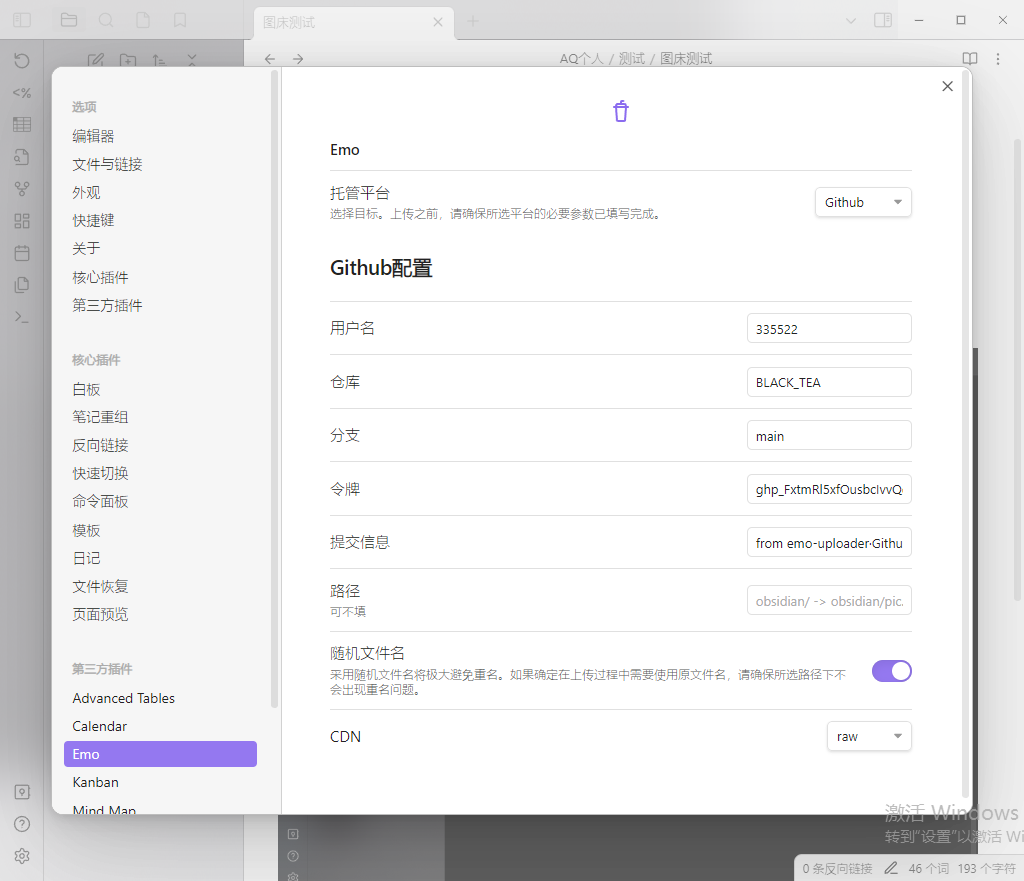 图床测试
AQ个人 / 测试 / 图床测试
选项
编辑器
文件与链接
外观
快捷键
关于
核心插件
第三方插件
核心插件
白板
笔记重组
反向链接
快速切换
命令面板
模板
日记
文件恢复
页面预览
第三方插件
Advanced Tables
Calendar
Emo
Kanban
Mind Map
Emo
托管平台
选择目标。上传之前，请确保所选平台的必要参数已填写完成。
Github
Github配置
用户名
335522
仓库
BLACK_TEA
分支
main
令牌
ghp_FxtmRl5xfOusbcIvvQ
提交信息
from emo-uploader·Githu
路径
可不填
obsidian/ -> obsidian/pic.
随机文件名
采用随机文件名将极大避免重名。如果确定在上传过程中需要使用原文件名，请确保所选路径下不
会出现重名问题。
CDN
raw
激活 Windows
转到"设置"以激活 Wi
0 条反向链接
46 个词
193 个字符